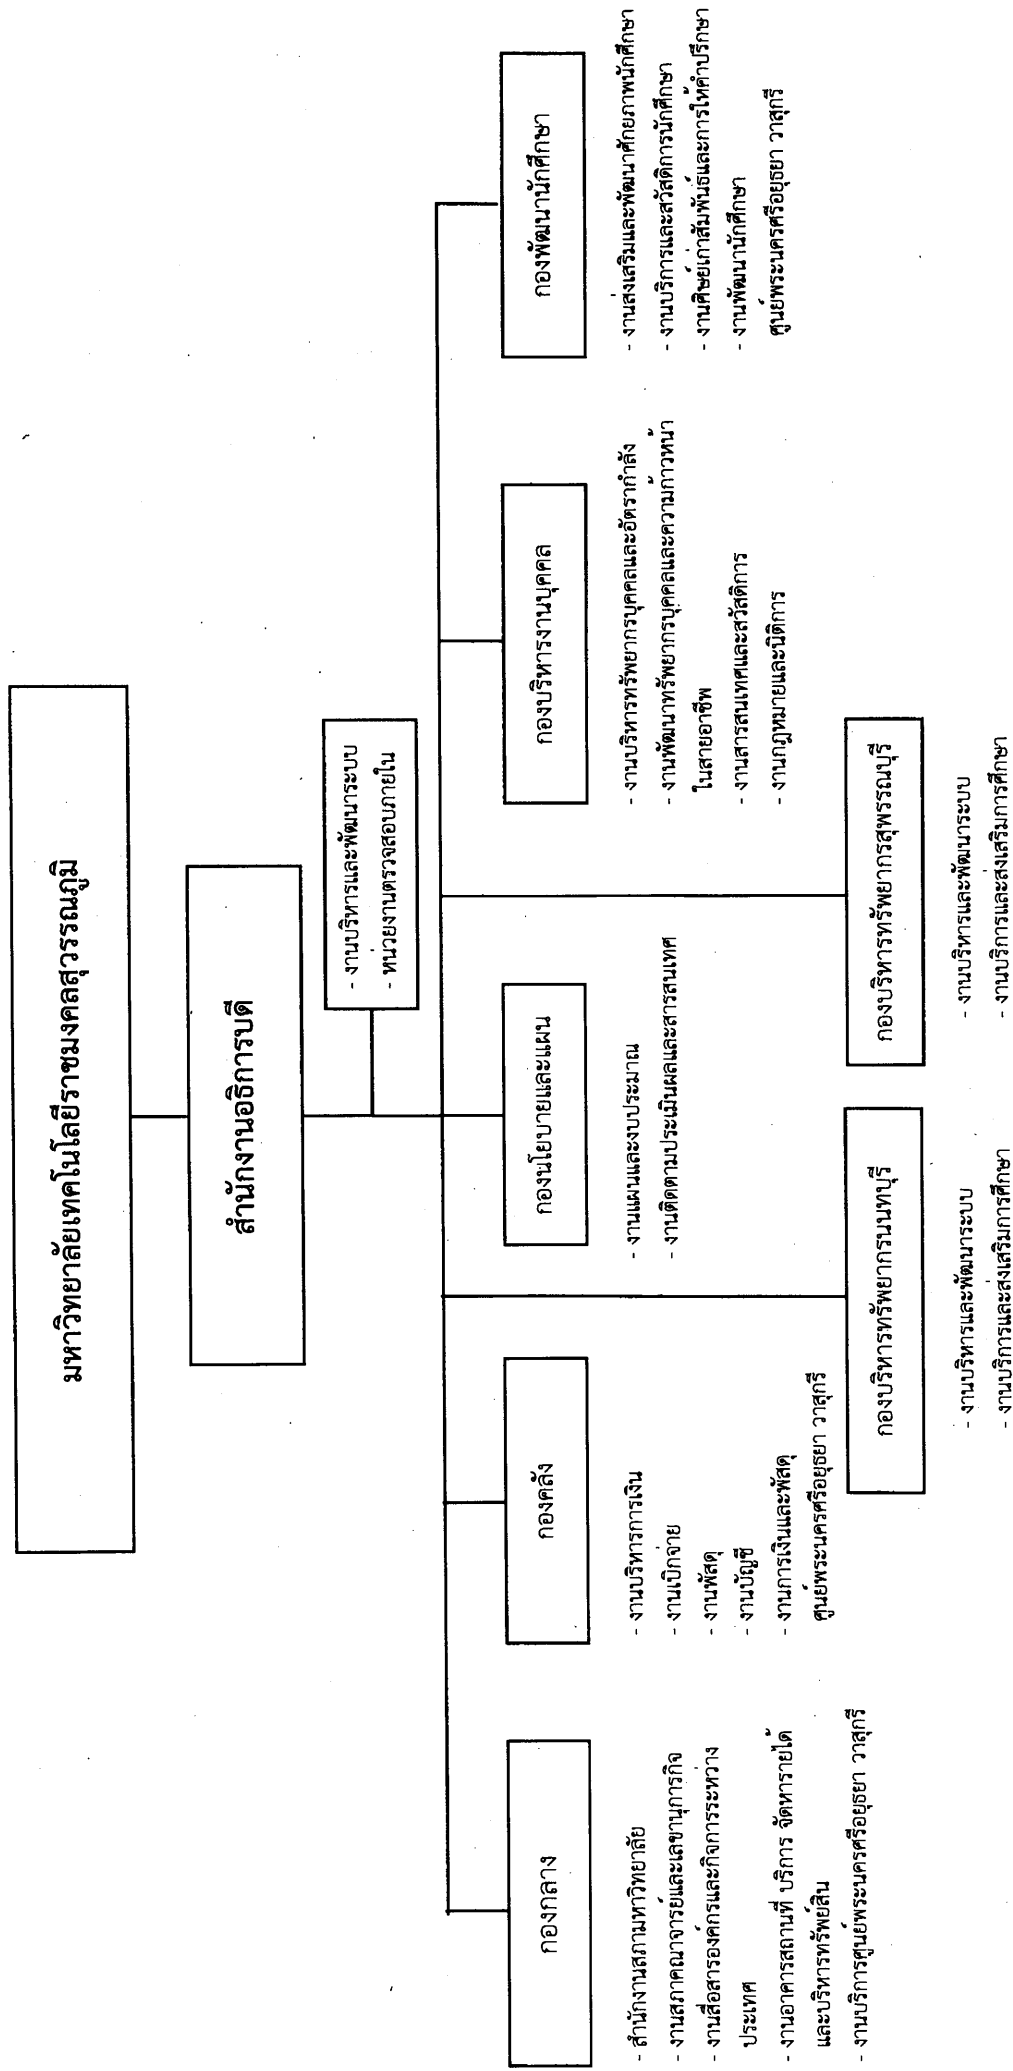 มหาวิทยาลัยเทคโนโลยีราชมงคลสุวรรณภูมิ
สำนักงานอธิการบดี
- งานบริหารและพัฒนาระบบ
- หน่วยงานตรวจสอบภายใน
กองกลาง
- สำนักงานสภามหาวิทยาลัย
- งานสภาคณาจารย์และเลขานุการกิจ
- งานสื่อสารองค์กรและกิจการระหว่าง
ประเทศ
- งานอาคารสถานที่ บริการ จัดหารายได้
และบริหารทรัพย์สิน
- งานบริการศูนย์พระนครศรีอยุธยา วาสุกรี
กองคลัง
- งานบริหารการเงิน
- งานเบิกจ่าย
- งานพัสดุ
- งานบัญชี
- งานการเงินและพัสดุ
ศูนย์พระนครศรีอยุธยา วาสุกรี
กองนโยบายและแผน
- งานแผนและงบประมาณ
- งานติดตามประเมินผลและสารสนเทศ
กองบริหารงานบุคคล
- งานบริหารทรัพยากรบุคคลและอัตรากำลัง
- งานพัฒนาทรัพยากรบุคคลและความก้าวหน้า
ในสายอาชีพ
- งานสารสนเทศและสวัสดิการ
- งานกฎหมายและนิติการ
กองพัฒนานักศึกษา
- งานส่งเสริมและพัฒนาศักยภาพนักศึกษา
- งานบริการและสวัสดิการนักศึกษา
- งานศิษย์เก่าสัมพันธ์และการให้คำปรึกษา
- งานพัฒนานักศึกษา
ศูนย์พระนครศรีอยุธยา วาสุกรี
กองบริหารทรัพยากรนนทบุรี
- งานบริหารและพัฒนาระบบ
- งานบริการและส่งเสริมการศึกษา
กองบริหารทรัพยากรสุพรรณบุรี
- งานบริหารและพัฒนาระบบ
- งานบริการและส่งเสริมการศึกษา